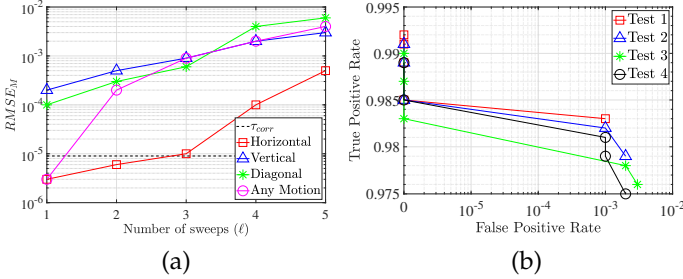 10^-2
10^-3
10^-4
10^-5
10^-6
RMSE_M
1 2 3 4 5
Number of sweeps (ℓ)
τ_corr
Horizontal
Vertical
Diagonal
Any Motion
(a)
0.995
0.99
0.985
0.98
0.975
True Positive Rate
0 10^-5 10^-4 10^-3 10^-2
False Positive Rate
Test 1
Test 2
Test 3
Test 4
(b)